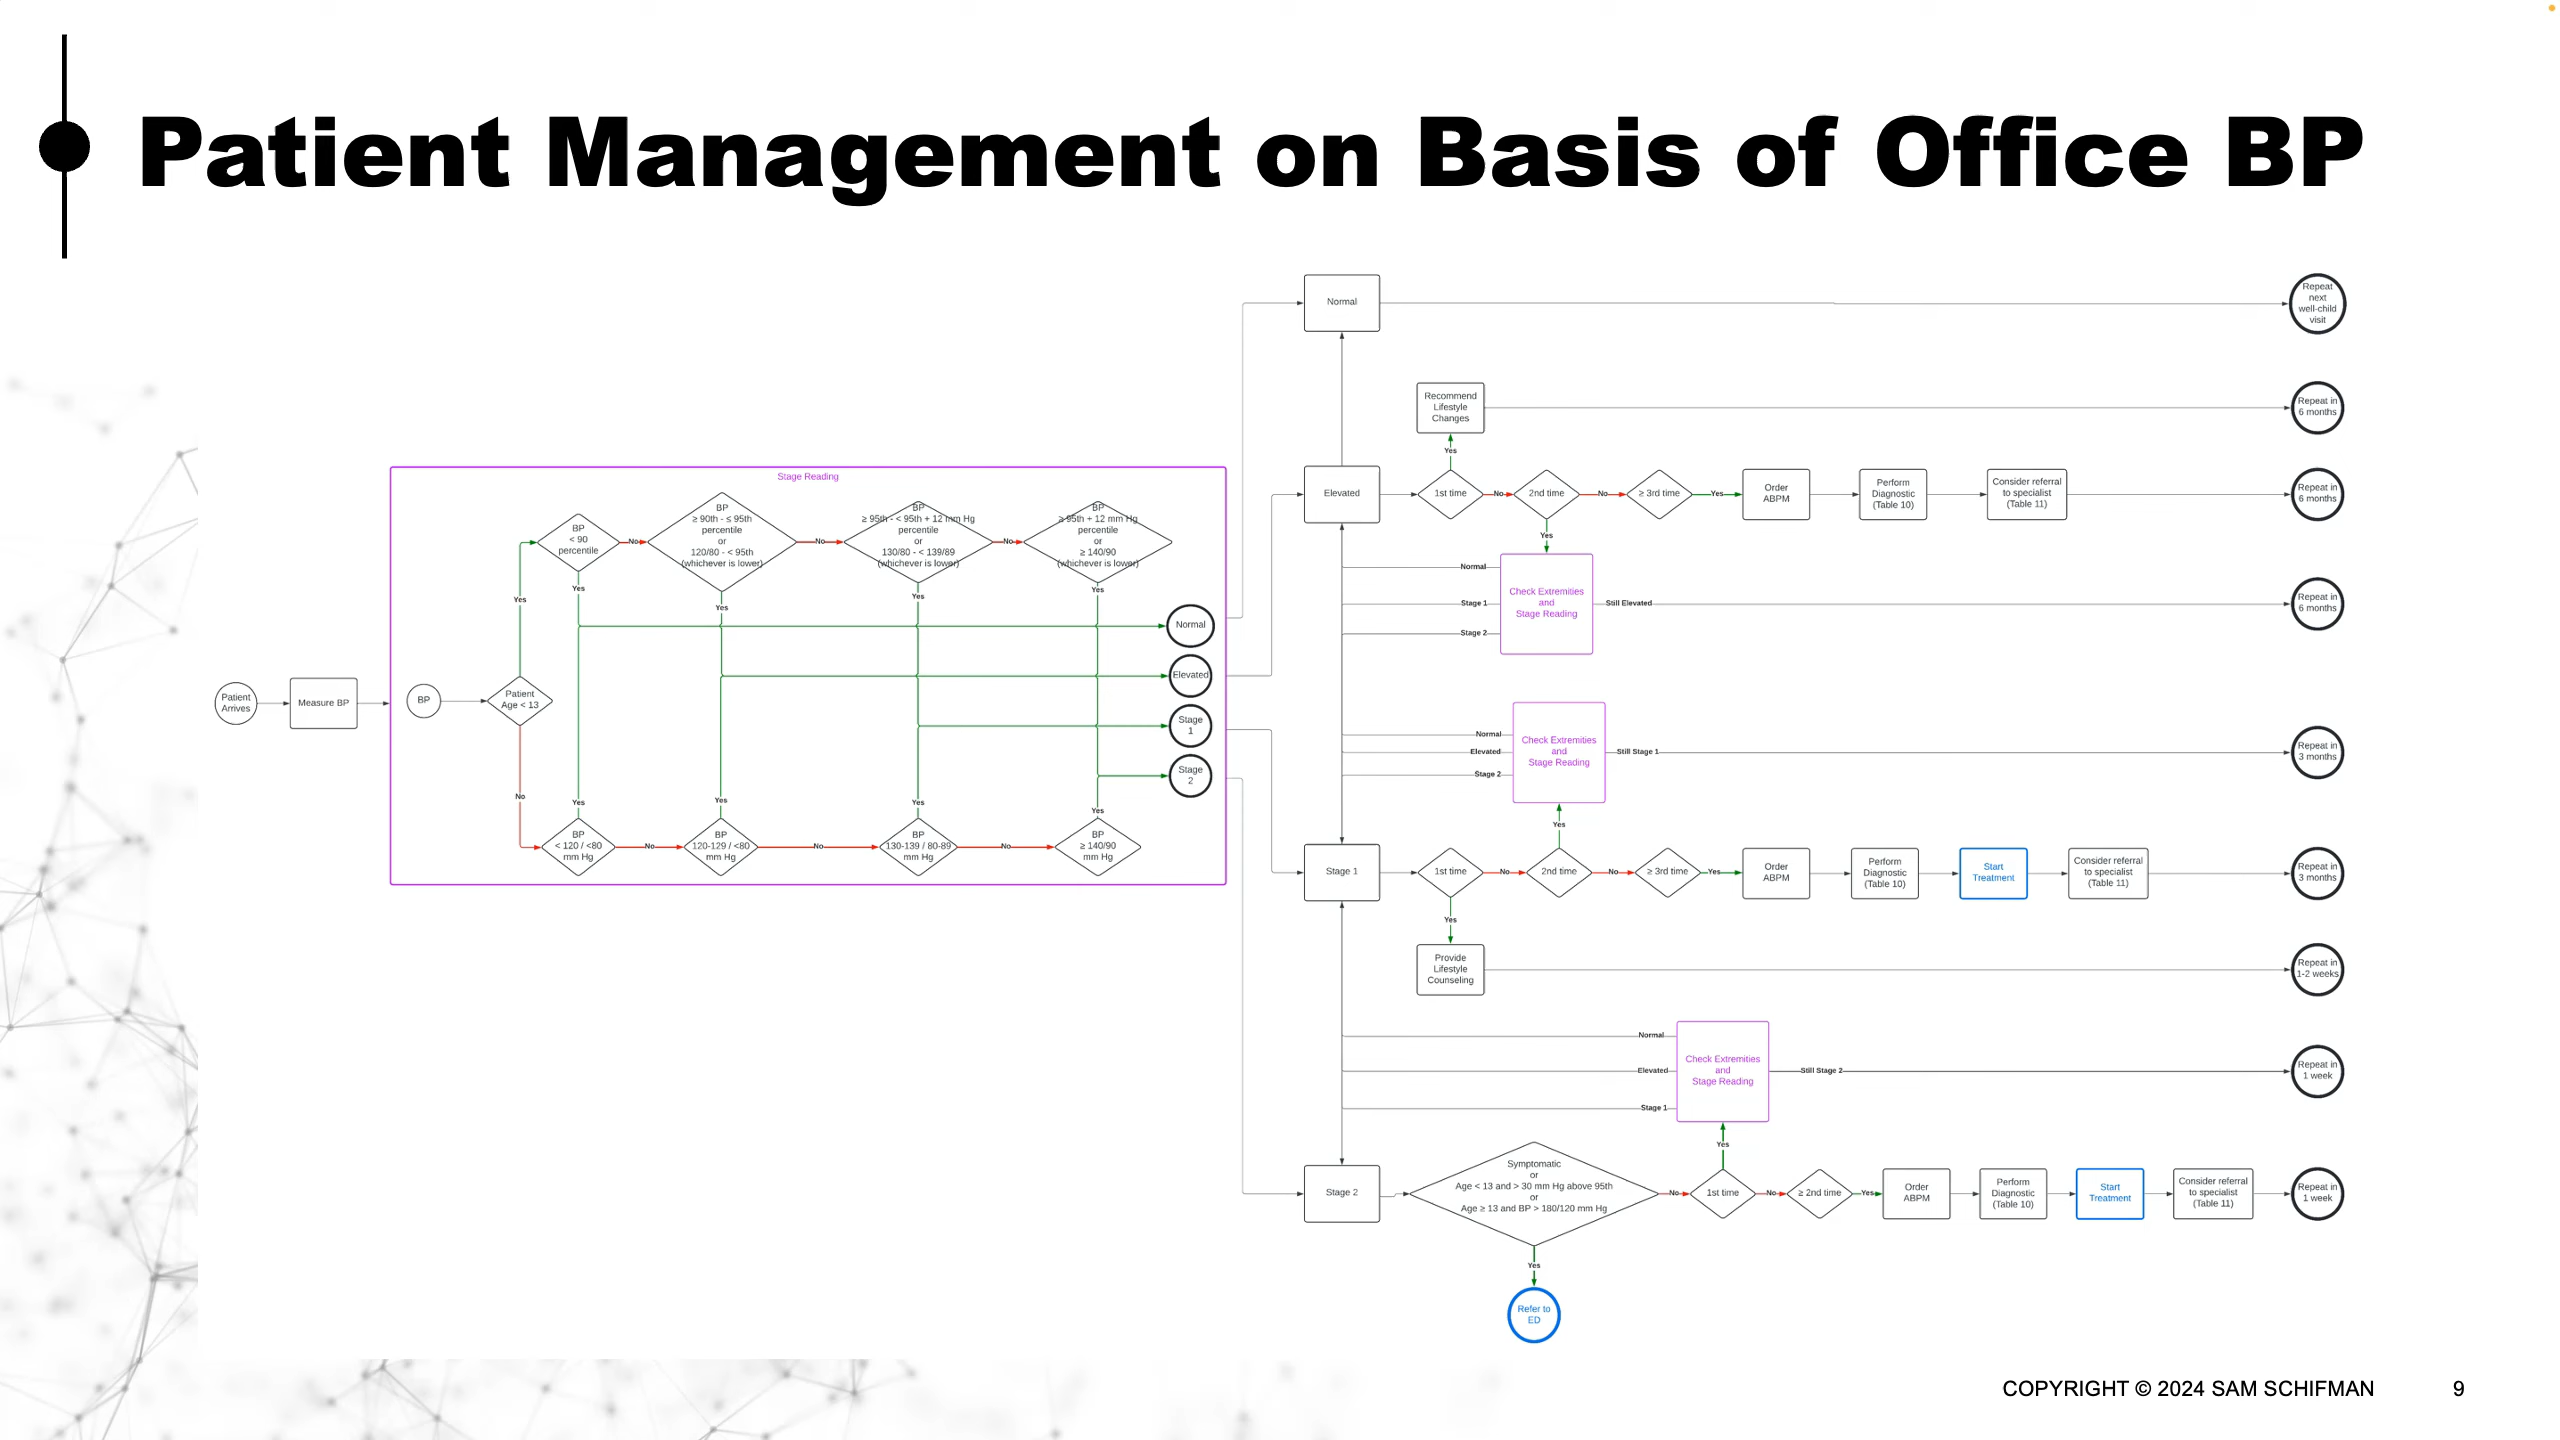 Patient Management on Basis of Office BP
Patient
Arrives
Measure BP
Stage Reading
BP
Patient
Age < 13
Yes
No
BP
< 90
percentile
No
BP
≥ 90th - ≤ 95th
percentile
or
120/80 - < 95th
(whichever is lower)
No
BP
≥ 95th - < 95th + 12 mm Hg
percentile
or
130/80 - < 139/89
(whichever is lower)
No
BP
≥ 95th + 12 mm Hg
percentile
or
≥ 140/90
(whichever is lower)
Yes
Yes
Yes
Yes
Normal
Elevated
Stage
1
Stage
2
Yes
Yes
Yes
Yes
BP
< 120 / <80
mm Hg
No
BP
120-129 / <80
mm Hg
No
BP
130-139 / 80-89
mm Hg
No
BP
≥ 140/90
mm Hg
Normal
Repeat
next
well-child
visit
Recommend
Lifestyle
Changes
Repeat in
6 months
Yes
Elevated
1st time
No
2nd time
No
≥ 3rd time
Yes
Order
ABPM
Perform
Diagnostic
(Table 10)
Consider referral
to specialist
(Table 11)
Repeat in
6 months
Yes
Normal
Stage 1
Stage 2
Check Extremities
and
Stage Reading
Still Elevated
Repeat in
6 months
Normal
Elevated
Stage 2
Check Extremities
and
Stage Reading
Still Stage 1
Repeat in
3 months
Yes
Stage 1
1st time
No
2nd time
No
≥ 3rd time
Yes
Order
ABPM
Perform
Diagnostic
(Table 10)
Start
Treatment
Consider referral
to specialist
(Table 11)
Repeat in
3 months
Yes
Provide
Lifestyle
Counseling
Repeat in
1-2 weeks
Normal
Elevated
Stage 1
Check Extremities
and
Stage Reading
Still Stage 2
Repeat in
1 week
Yes
Stage 2
Symptomatic
or
Age < 13 and > 30 mm Hg above 95th
or
Age ≥ 13 and BP > 180/120 mm Hg
No
1st time
No
≥ 2nd time
Yes
Order
ABPM
Perform
Diagnostic
(Table 10)
Start
Treatment
Consider referral
to specialist
(Table 11)
Repeat in
1 week
Yes
Refer to
ED
COPYRIGHT © 2024 SAM SCHIFMAN
9